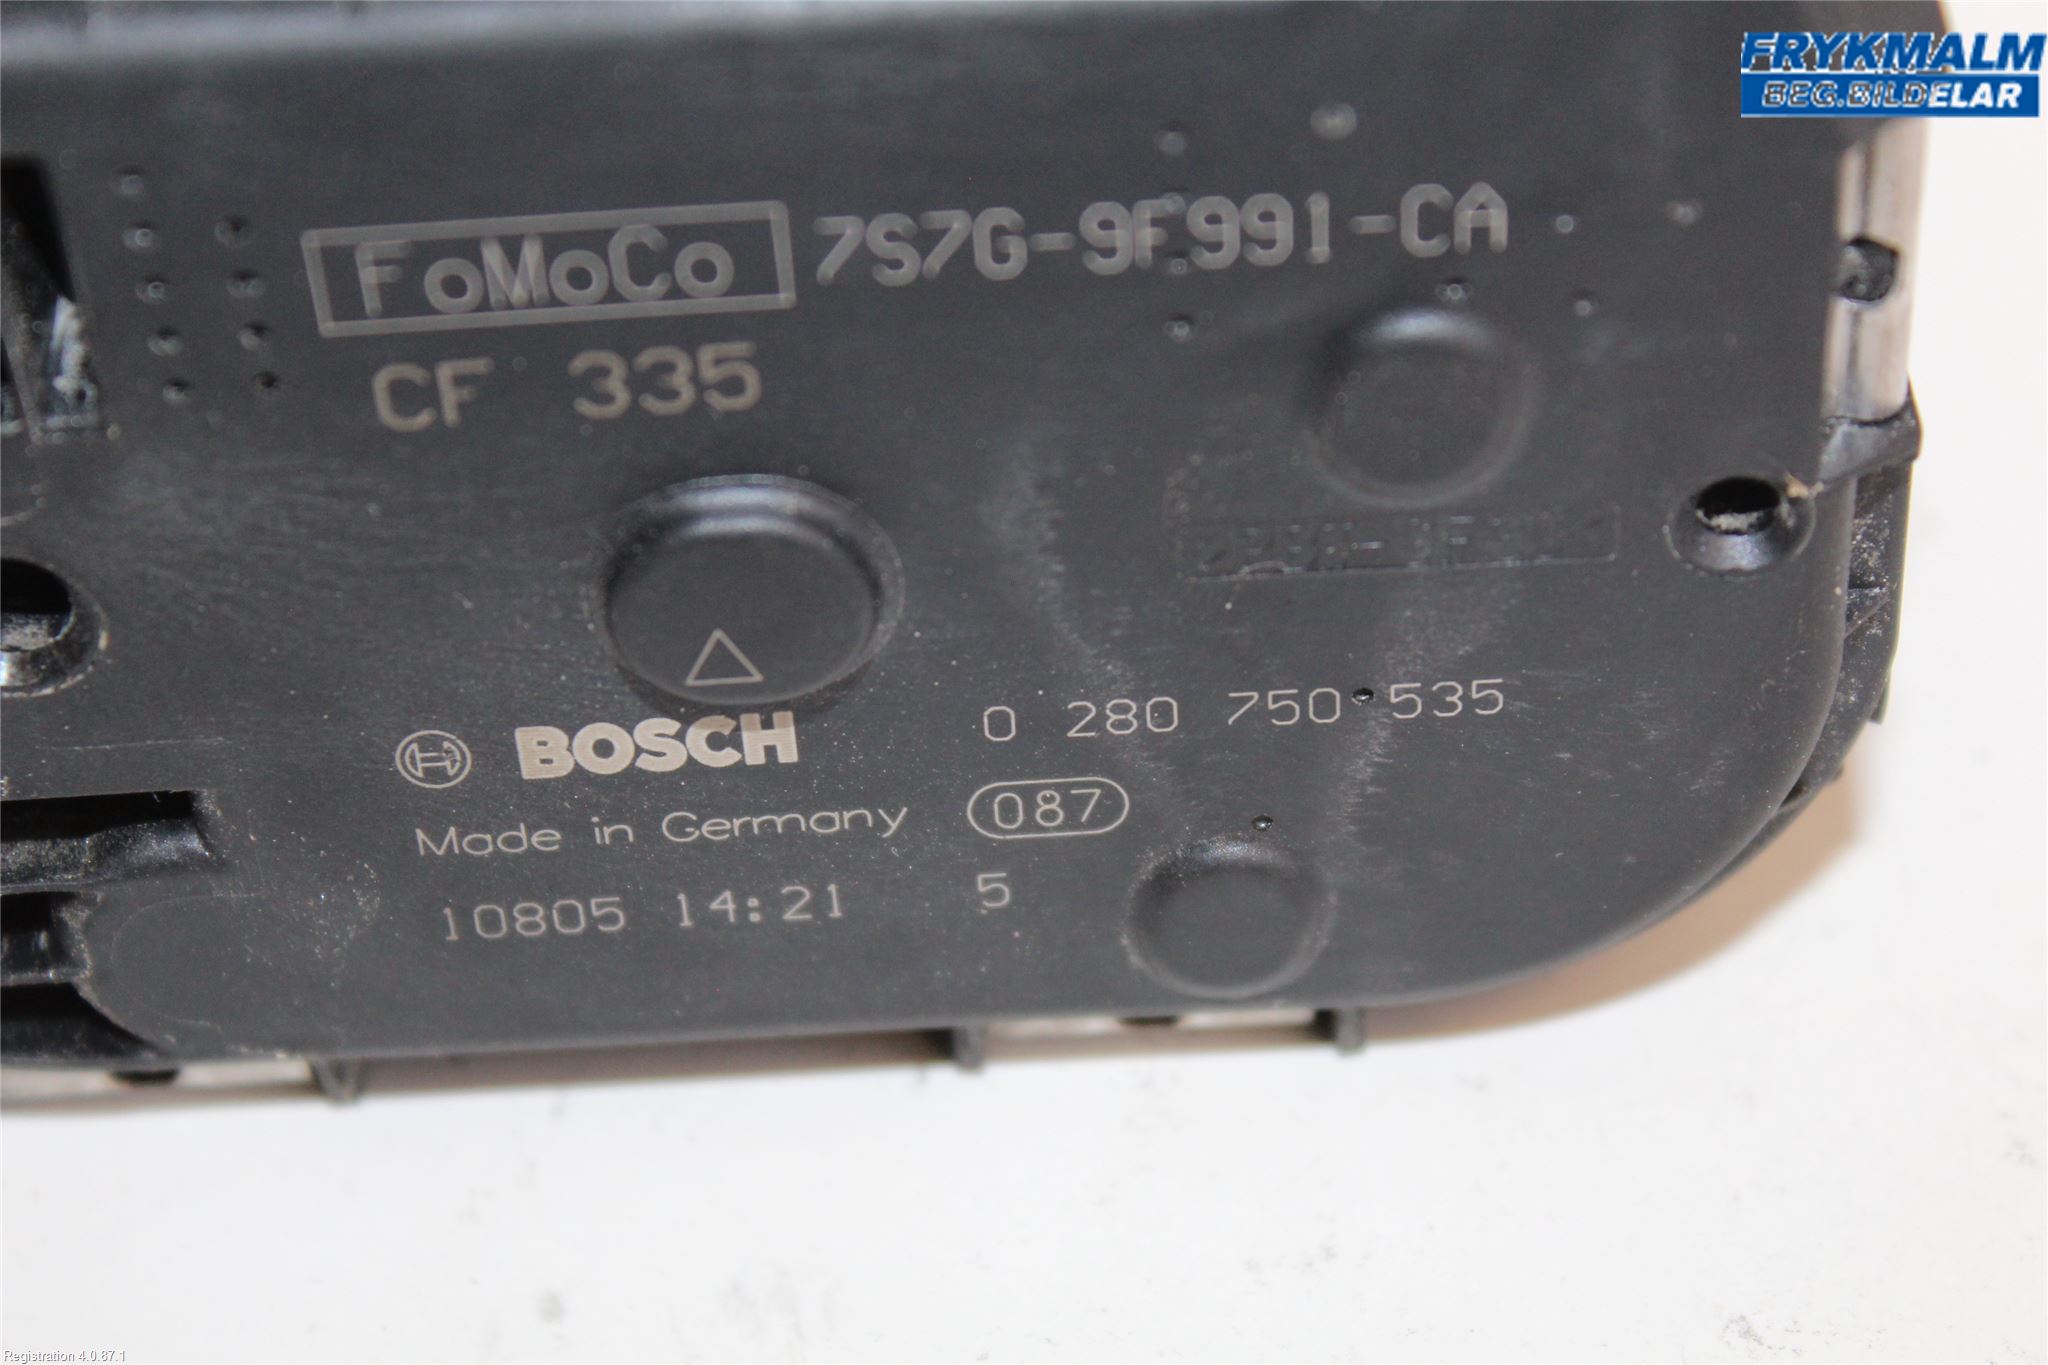 FRYKMALM
BEG.BILDELAR
FoMoCo 7S7G-9F991-CA
CF 335
BOSCH 0 280 750 535
Made in Germany 087
10805 14:21 5
Registration 4.0.87.1